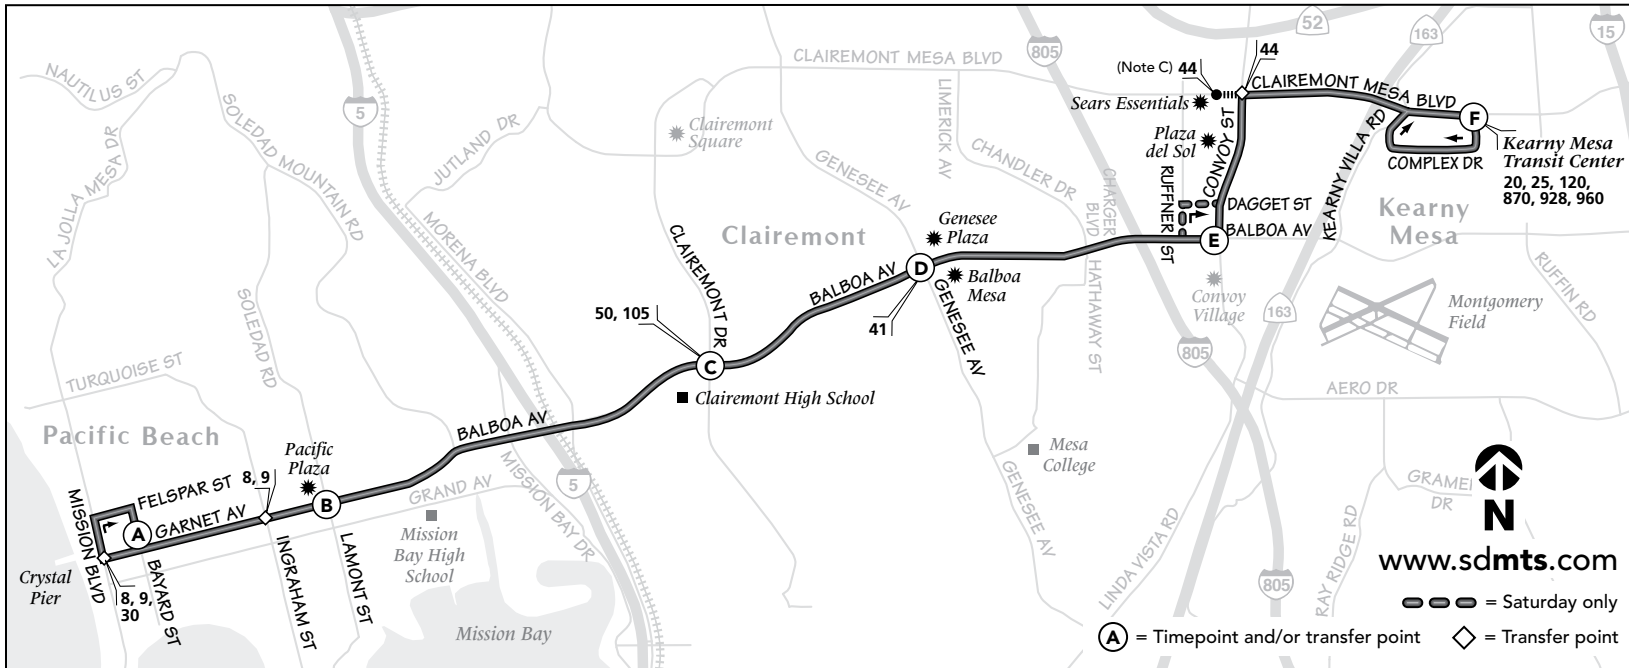 52
163
15
805
44
(Note C) 44
CLAIREMONT MESA BLVD
CLAIREMONT MESA BLVD
NAUTILUS ST
5
Sears Essentials
F
SOLEDAD MOUNTAIN RD
JUTLAND DR
Clairemont
Square
LIMERICK AV
Plaza
del Sol
CONVOY ST
KEARNY VILLA RD
COMPLEX DR
Kearny Mesa
Transit Center
20, 25, 120,
870, 928, 960
LA JOLLA MESA DR
GENESEE AV
CHANDLER DR
CHARGER
BLVD
RUFFNER ST
DAGGET ST
BALBOA AV
E
Kearny
Mesa
MORENA BLVD
CLAIREMONT DR
Clairemont
Genesee
Plaza
D
BALBOA AV
Balboa
Mesa
GENESEE AV
HATHAWAY ST
Convoy
Village
163
Montgomery
Field
RUFFIN RD
SOLEDAD RD
50, 105
41
805
C
Clairemont High School
TURQUOISE ST
AERO DR
Pacific Beach
BALBOA AV
Pacific
Plaza
Mesa
College
GENESEE AV
5
MISSION BLVD
FELSPAR ST
8, 9
A
GARNET AV
B
GRAND AV
MISSION BAY DR
Mission
Bay High
School
GRAMERCY
DR
N
www.sdmts.com
Crystal
Pier
8, 9,
30
BAYARD ST
INGRAHAM ST
LAMONT ST
Mission Bay
LINDA VISTA RD
805
RAY RIDGE RD
= Saturday only
A = Timepoint and/or transfer point
= Transfer point